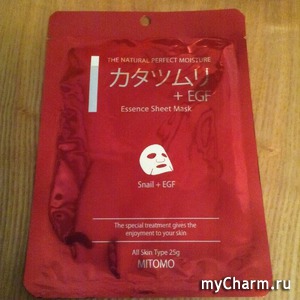 THE NATURAL PERFECT MOISTURE
カタツムリ
+ EGF
Essence Sheet Mask
Snail + EGF
The special treatment gives the
enjoyment to your skin
All Skin Type 25g
MITOMO
myCharm.ru